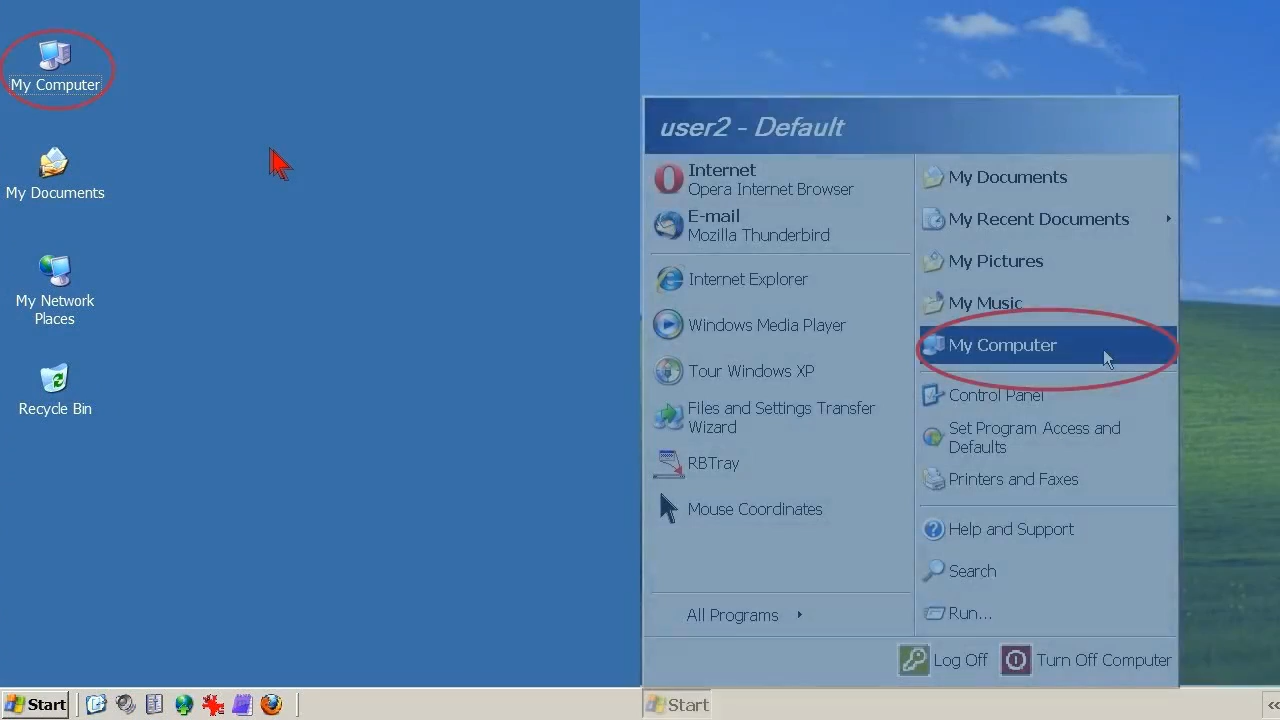 My Computer
My Documents
My Network
Places
Recycle Bin
Start
user2 - Default
Internet
Opera Internet Browser
E-mail
Mozilla Thunderbird
Internet Explorer
Windows Media Player
Tour Windows XP
Files and Settings Transfer
Wizard
RBTray
Mouse Coordinates
All Programs
My Documents
My Recent Documents
My Pictures
My Music
My Computer
Control Panel
Set Program Access and
Defaults
Printers and Faxes
Help and Support
Search
Run...
Log Off
Turn Off Computer
Start